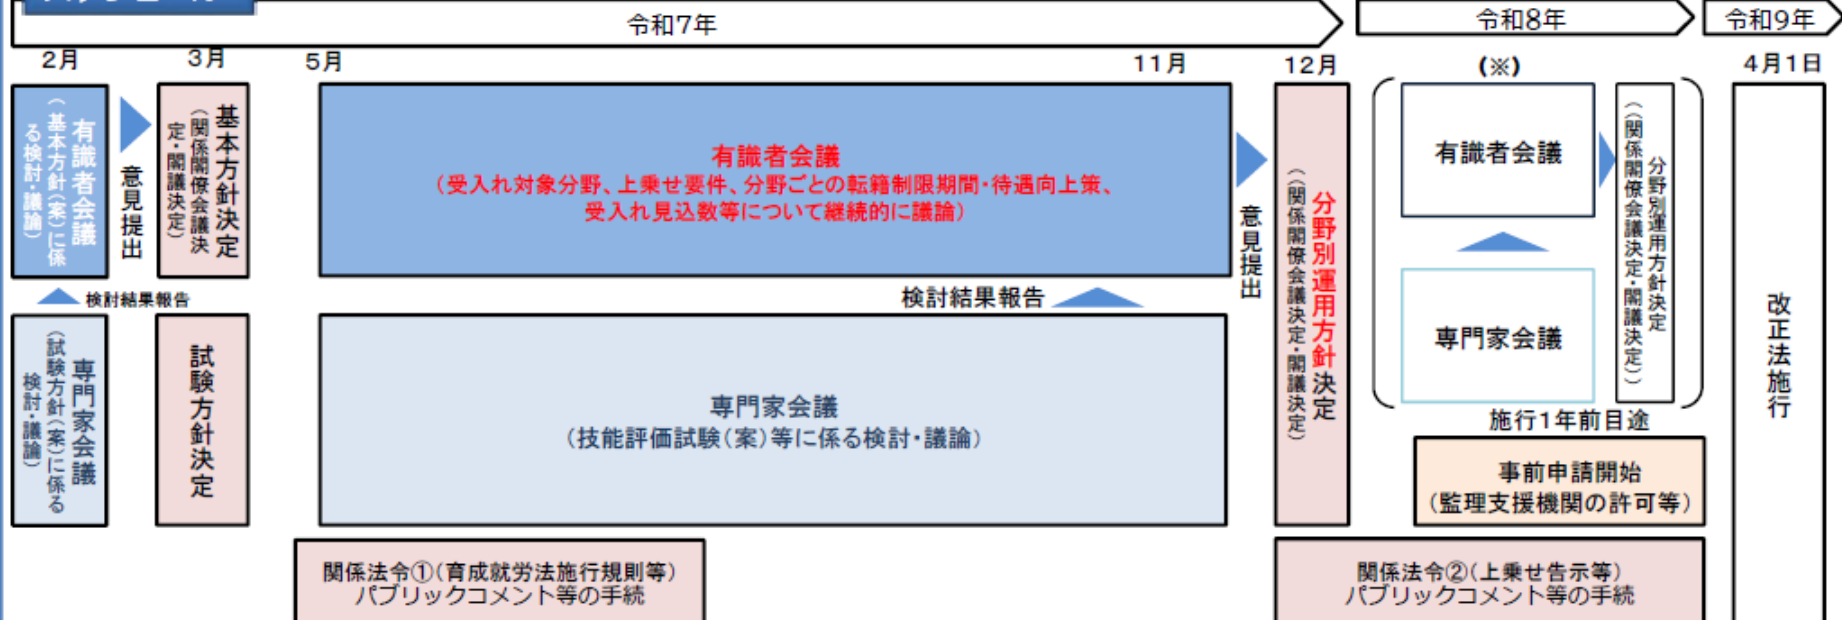 令和7年
令和8年
令和9年
2月
3月
5月
11月
12月
(※)
4月1日
有識者会議
(基本方針(案)に係
る検討・議論)
意見提出
基本方針決定
(関係閣僚会議決
定・閣議決定)
有識者会議
(受入れ対象分野、上乗せ要件、分野ごとの転籍制限期間・待遇向上策、
受入れ見込数等について継続的に議論)
意見提出
分野別運用方針決定
((関係閣僚会議決定・閣議決定)
有識者会議
分野別運用方針決定
((関係閣僚会議決定・閣議決定))
検討結果報告
検討結果報告
専門家会議
(試験方針(案)に係る
検討・議論)
試験方針決定
専門家会議
(技能評価試験(案)等に係る検討・議論)
専門家会議
改正法施行
施行1年前目途
事前申請開始
(監理支援機関の許可等)
関係法令①(育成就労法施行規則等)
パブリックコメント等の手続
関係法令②(上乗せ告示等)
パブリックコメント等の手続